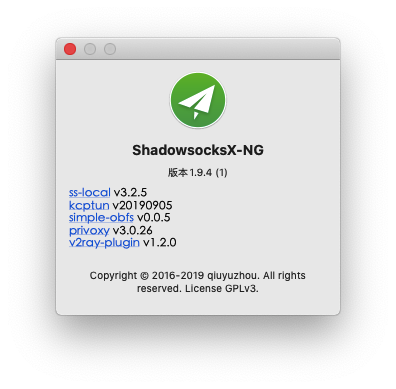 ShadowsocksX-NG
版本 1.9.4 (1)
ss-local v3.2.5
kcptun v20190905
simple-obfs v0.0.5
privoxy v3.0.26
v2ray-plugin v1.2.0
Copyright © 2016-2019 qiuyuzhou. All rights
reserved. License GPLv3.